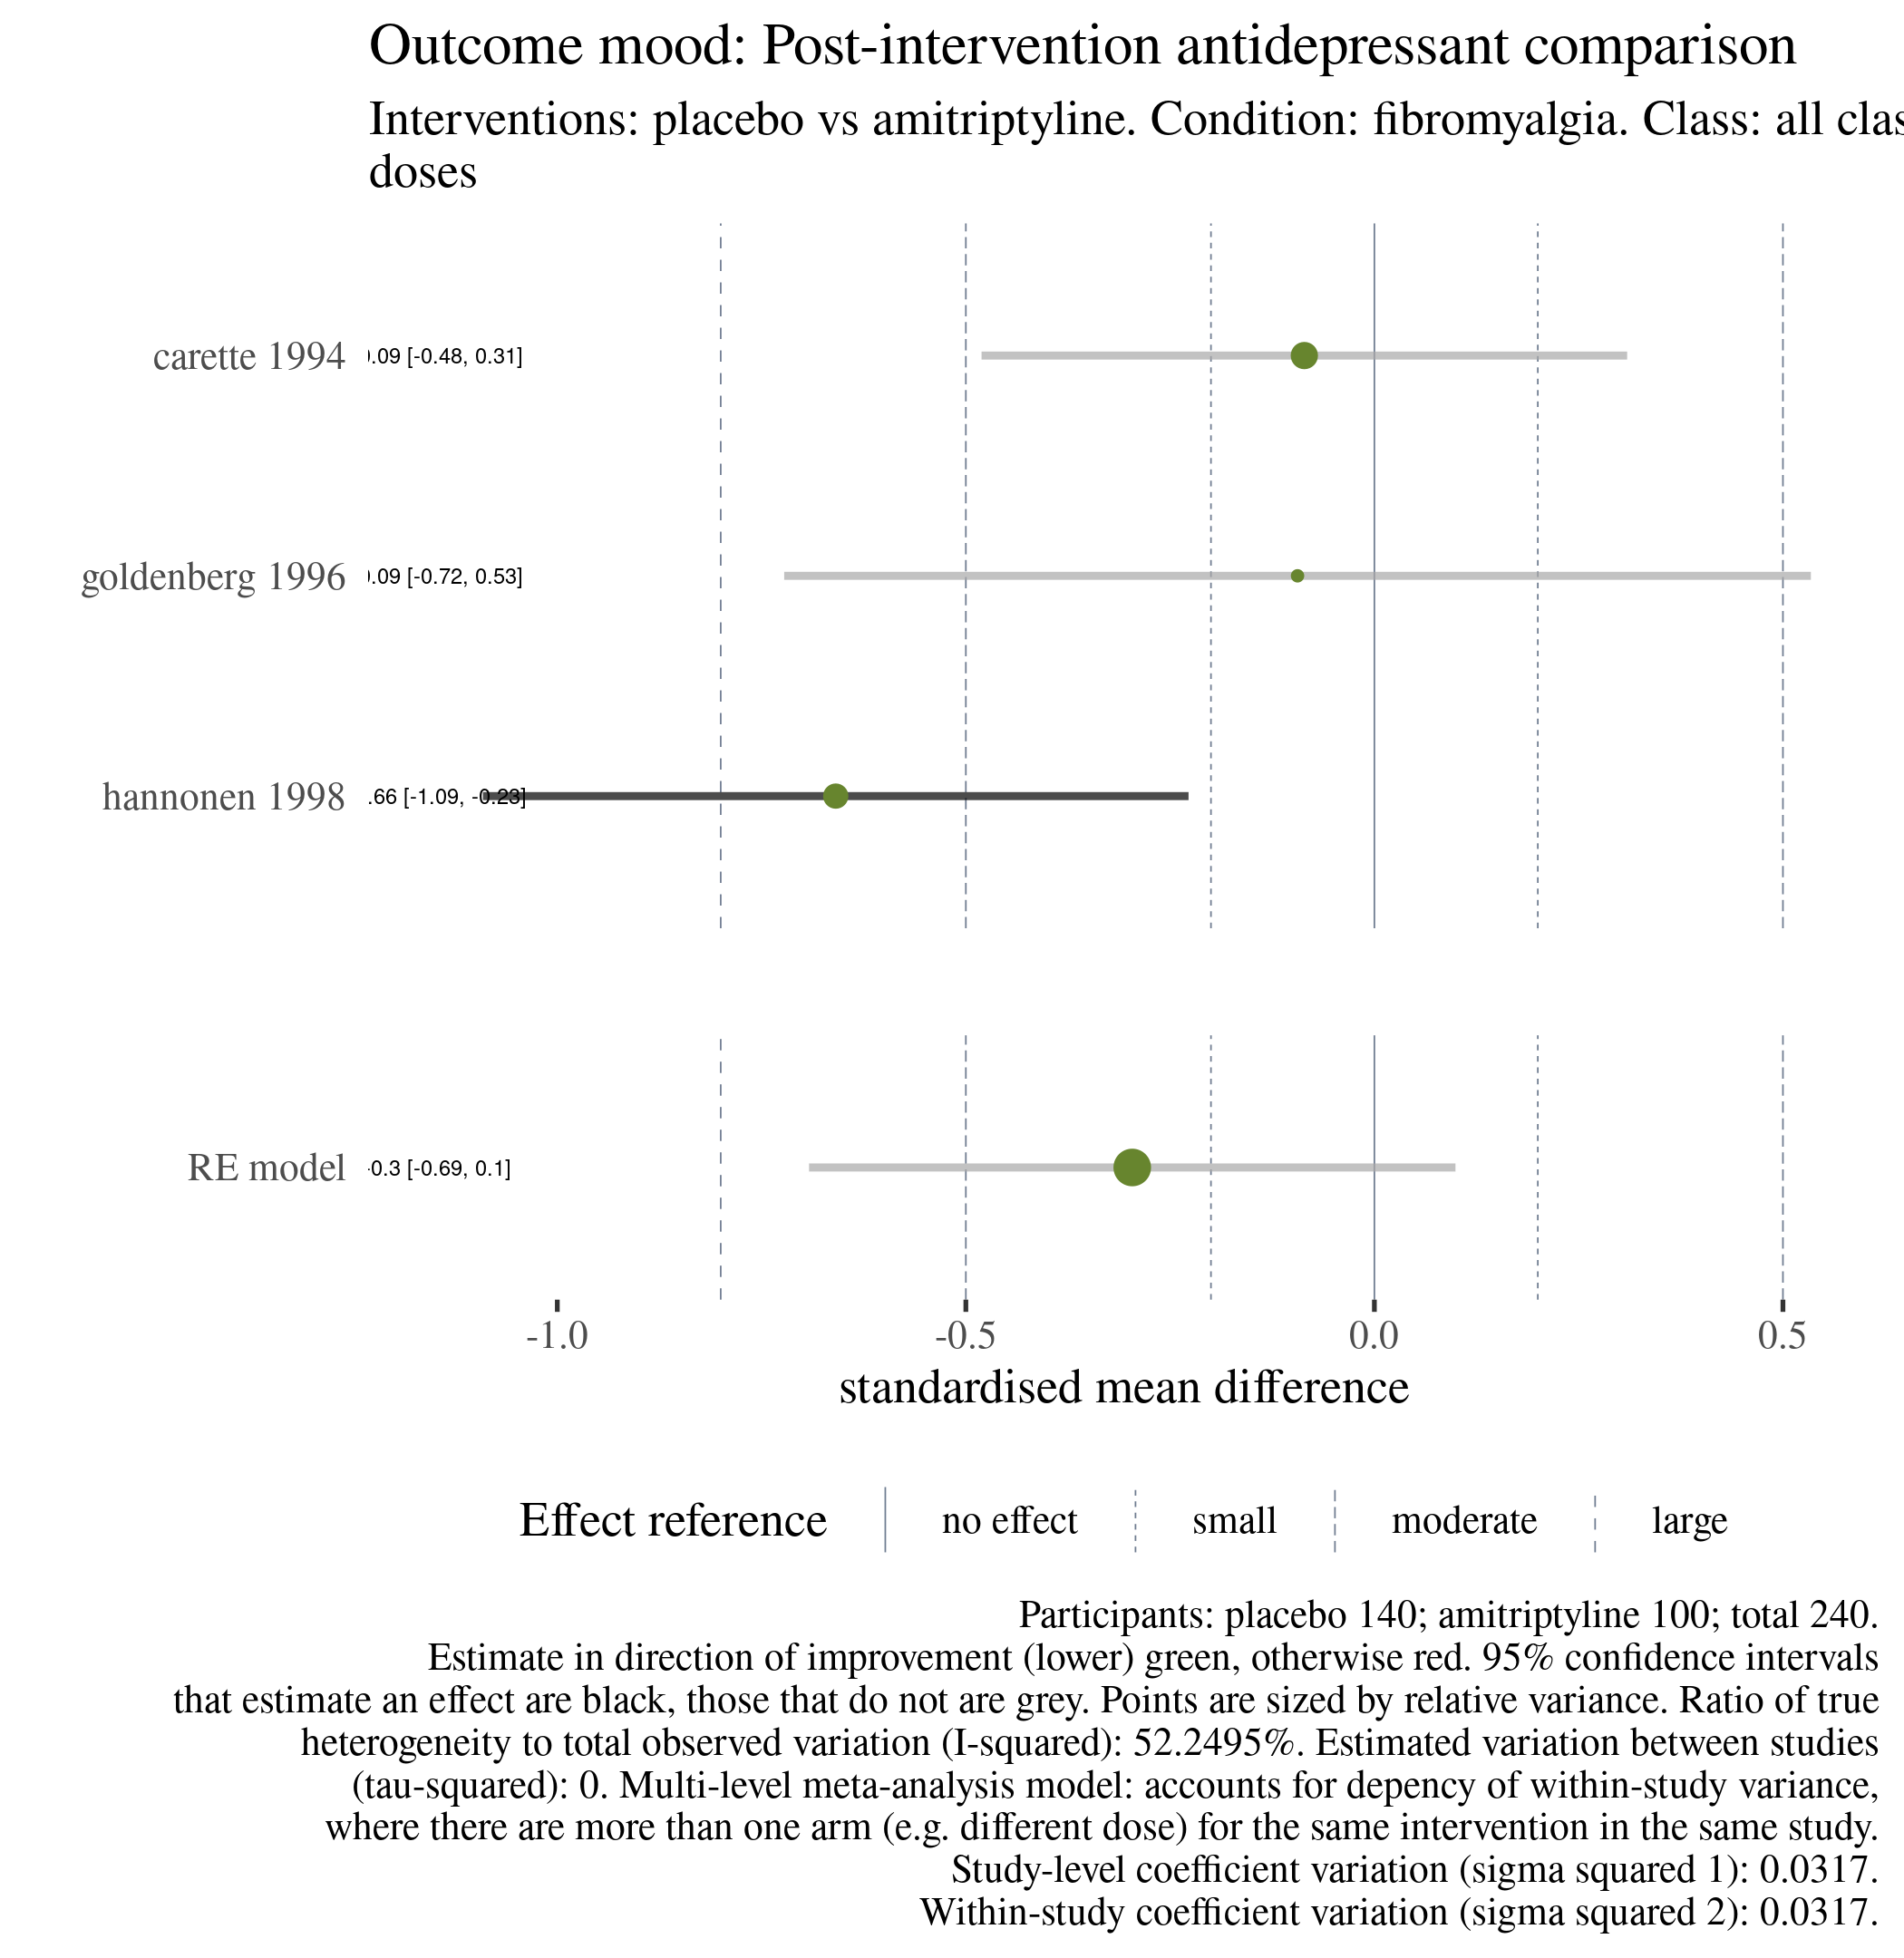 Outcome mood: Post-intervention antidepressant comparison
Interventions: placebo vs amitriptyline. Condition: fibromyalgia. Class: all
doses
carette 1994 .09 [-0.48, 0.31]
goldenberg 1996 .09 [-0.72, 0.53]
hannonen 1998 .66 [-1.09, -0.23]
RE model -0.3 [-0.69, 0.1]
-1.0 -0.5 0.0 0.5
standardised mean difference
Effect reference no effect small moderate large
Participants: placebo 140; amitriptyline 100; total 240.
Estimate in direction of improvement (lower) green, otherwise red. 95% confidence intervals
that estimate an effect are black, those that do not are grey. Points are sized by relative variance. Ratio of true
heterogeneity to total observed variation (I-squared): 52.2495%. Estimated variation between studies
(tau-squared): 0. Multi-level meta-analysis model: accounts for depency of within-study variance,
where there are more than one arm (e.g. different dose) for the same intervention in the same study.
Study-level coefficient variation (sigma squared 1): 0.0317.
Within-study coefficient variation (sigma squared 2): 0.0317.